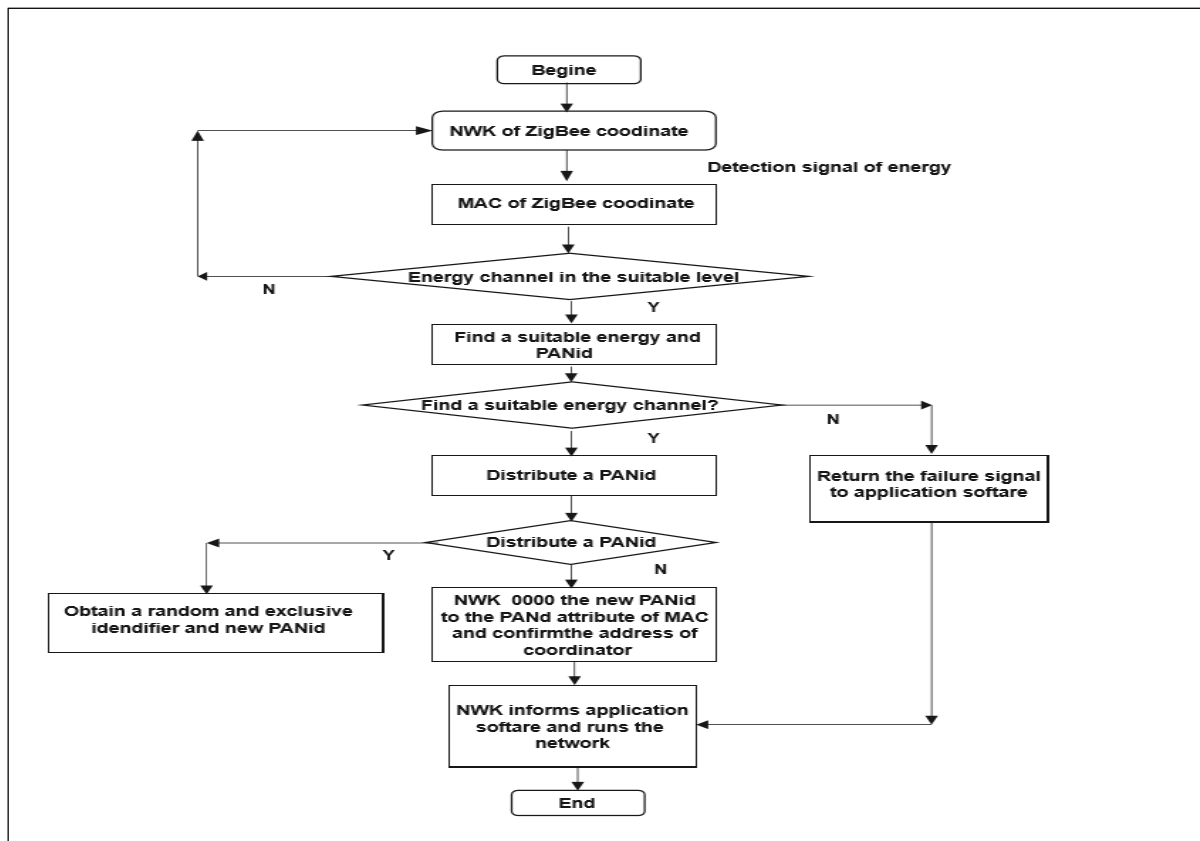 Begine
NWK of ZigBee coodinate
Detection signal of energy
MAC of ZigBee coodinate
Energy channel in the suitable level
N
Y
Find a suitable energy and
PANid
Find a suitable energy channel?
N
Y
Distribute a PANid
Return the failure signal
to application softare
Distribute a PANid
Y
N
Obtain a random and exclusive
idendifier and new PANid
NWK 0000 the new PANid
to the PANd attribute of MAC
and confirmthe address of
coordinator
NWK informs application
softare and runs the
network
End